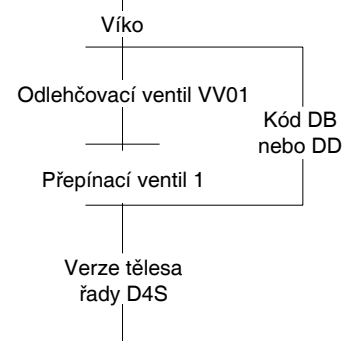 Víko
Odlehčovací ventil VV01
Kód DB
nebo DD
Přepínací ventil 1
Verze tělesa
řady D4S